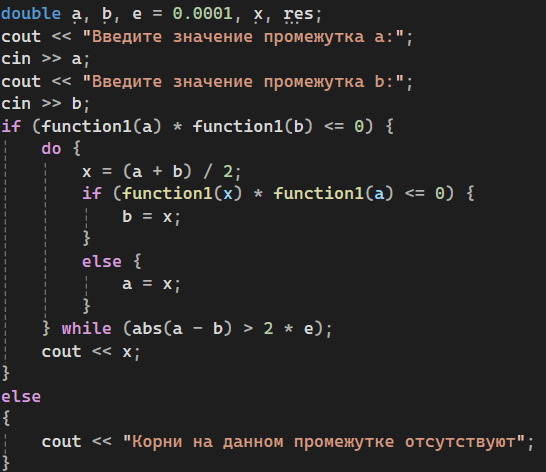 double a, b, e = 0.0001, x, res;
cout << "Введите значение промежутка a:";
cin >> a;
cout << "Введите значение промежутка b:";
cin >> b;
if (function1(a) * function1(b) <= 0) {
do {
x = (a + b) / 2;
if (function1(x) * function1(a) <= 0) {
b = x;
}
else {
a = x;
}
} while (abs(a - b) > 2 * e);
cout << x;
}
else
{
cout << "Корни на данном промежутке отсутствуют";
}